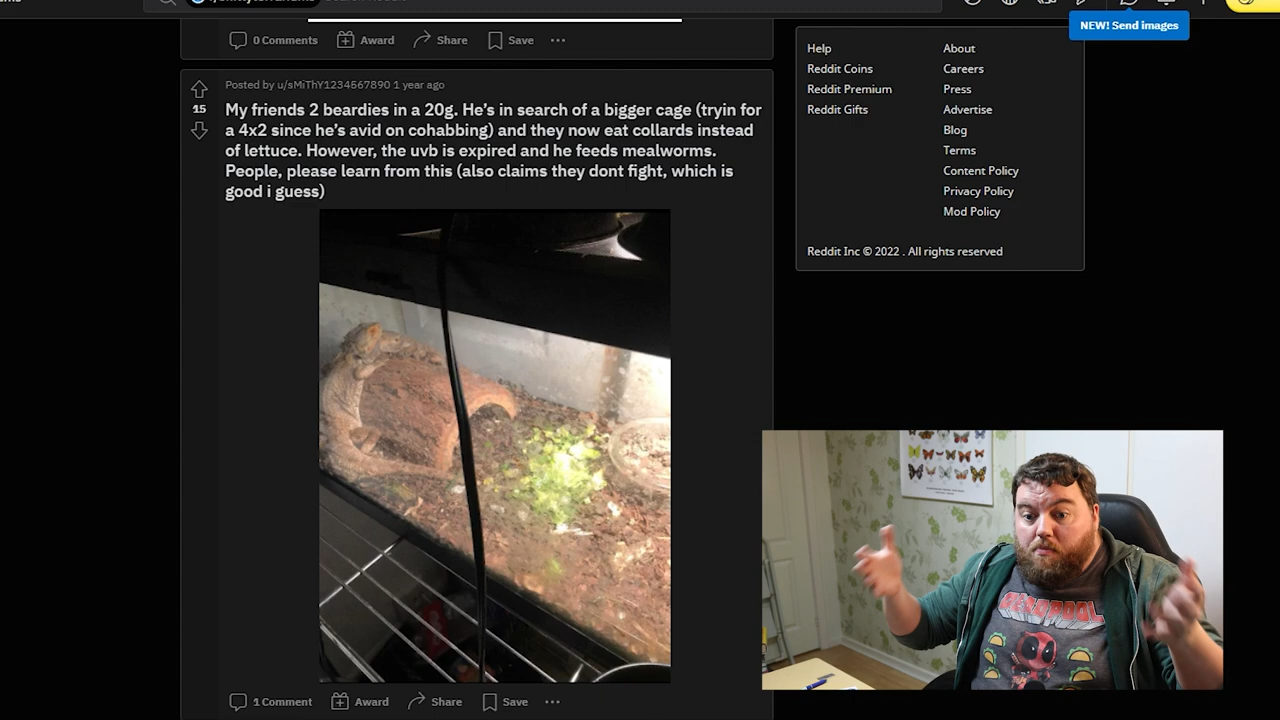 NEW! Send images
0 Comments
Award
Share
Save
Posted by u/sMiThY1234567890 1 year ago
15
My friends 2 beardies in a 20g. He's in search of a bigger cage (tryin for
a 4x2 since he's avid on cohabbing) and they now eat collards instead
of lettuce. However, the uvb is expired and he feeds mealworms.
People, please learn from this (also claims they dont fight, which is
good i guess)
1 Comment
Award
Share
Save
Help
Reddit Coins
Reddit Premium
Reddit Gifts
About
Careers
Press
Advertise
Blog
Terms
Content Policy
Privacy Policy
Mod Policy
Reddit Inc © 2022 . All rights reserved
DEADPOOL